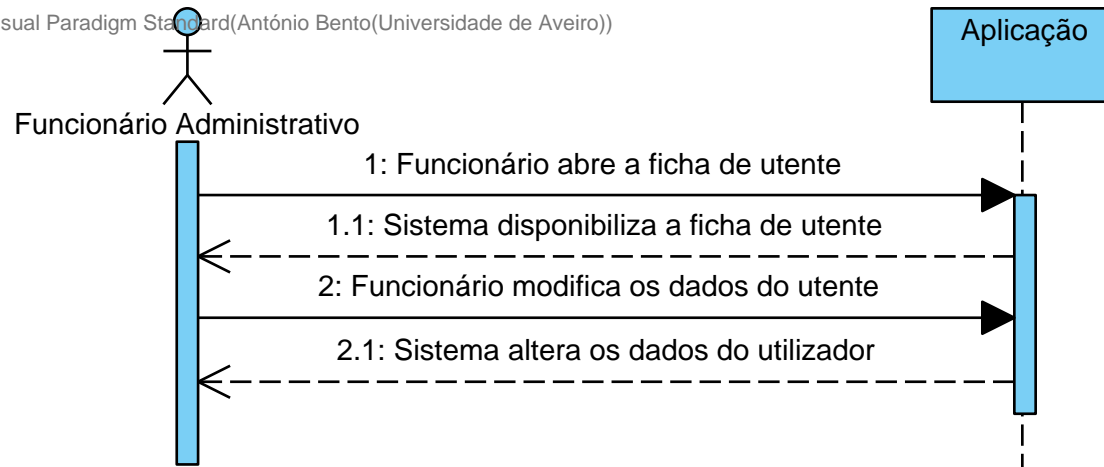 sual Paradigm Standard(António Bento(Universidade de Aveiro))
Aplicação
Funcionário Administrativo
1: Funcionário abre a ficha de utente
1.1: Sistema disponibiliza a ficha de utente
2: Funcionário modifica os dados do utente
2.1: Sistema altera os dados do utilizador